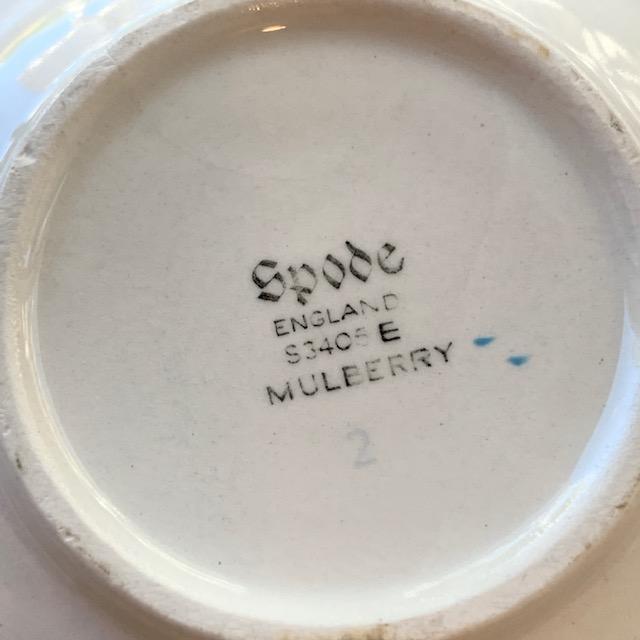 Spode
ENGLAND
S3405 E
MULBERRY
2